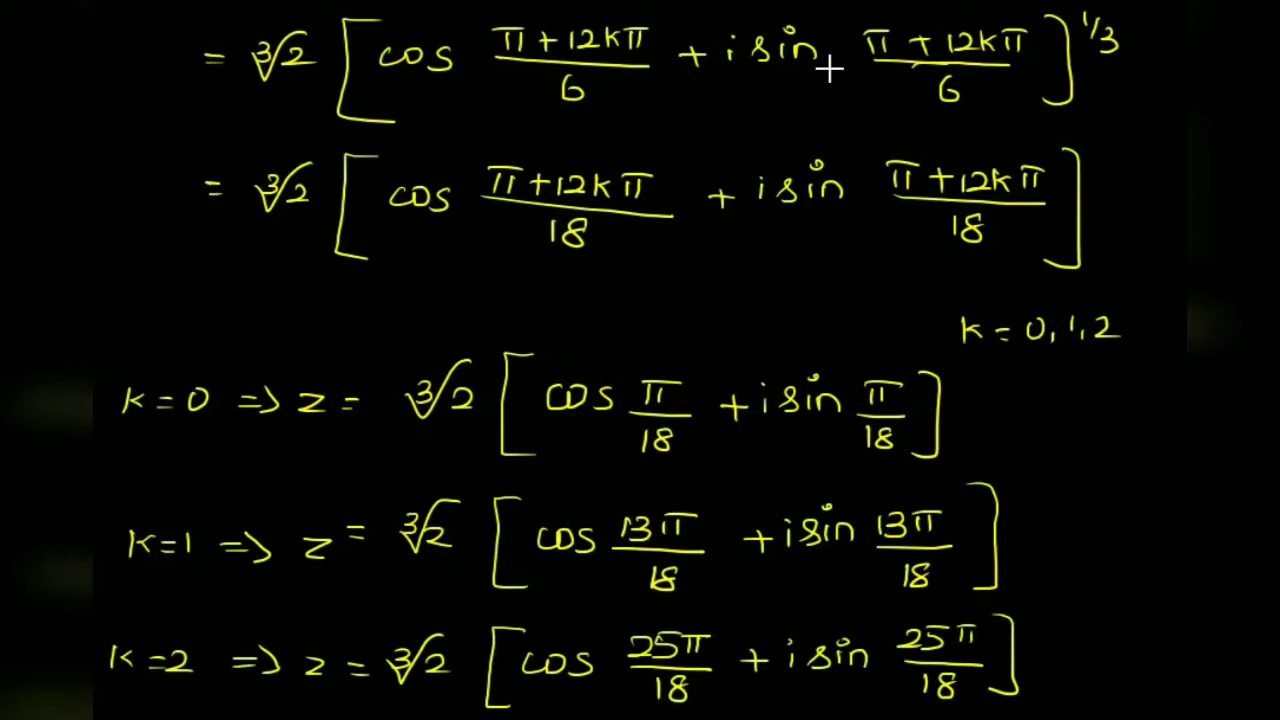 = ∛2 [cos (π + 12kπ)/6 + i sin (π + 12kπ)/6]^1/3
= ∛2 [cos (π + 12kπ)/18 + i sin (π + 12kπ)/18]
k = 0, 1, 2
k = 0 => z = ∛2 [cos π/18 + i sin π/18]
k = 1 => z = ∛2 [cos 13π/18 + i sin 13π/18]
k = 2 => z = ∛2 [cos 25π/18 + i sin 25π/18]